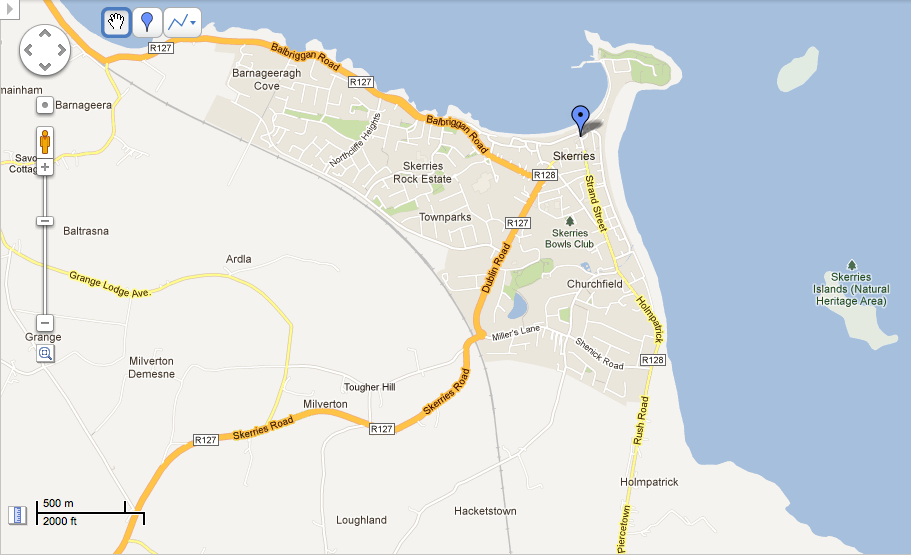 R127
Balbriggan Road
Barnageeragh
Cove
R127
mainham
Barnageera
Balbriggan Road
Northcliffe Heights
Savo
Cottag
Skerries
Skerries
Rock Estate
R128
Strand Street
Townparks
R127
Skerries
Bowls Club
Baltrasna
Ardla
Dublin Road
Grange Lodge Ave.
Churchfield
Skerries
Islands (Natural
Heritage Area)
Holmpatrick
Grange
Miller's Lane
Shenick Road
R128
Milverton
Demesne
Tougher Hill
Skerries Road
Milverton
R127
Skerries Road
R127
Rush Road
Holmpatrick
500 m
2000 ft
Loughland
Hacketstown
Piercetown